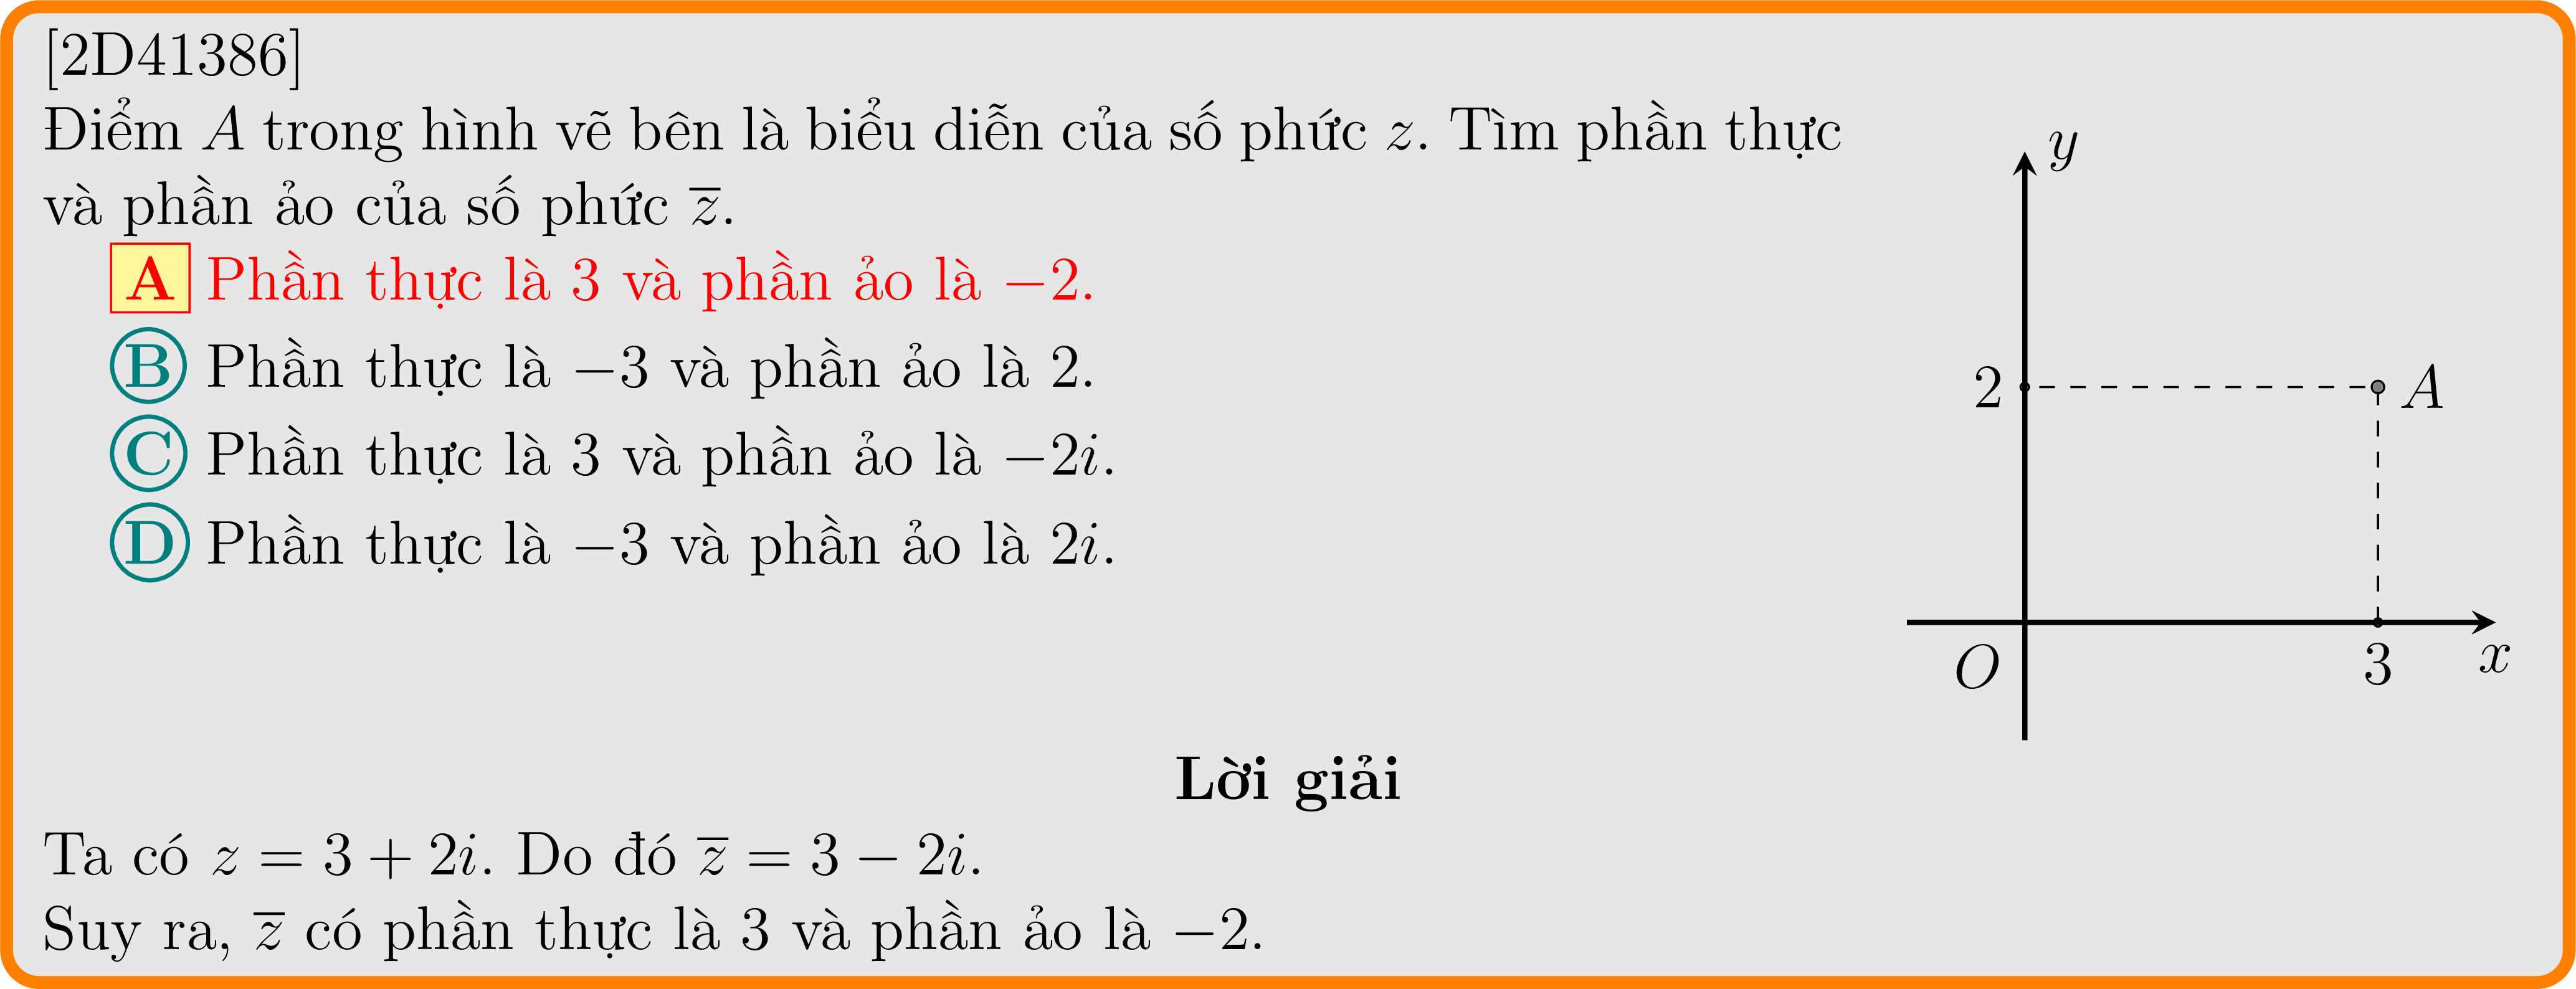 [2D41386]
Điểm A trong hình vẽ bên là biểu diễn của số phức z. Tìm phần thực
và phần ảo của số phức z̅.
A Phần thực là 3 và phần ảo là −2.
B Phần thực là −3 và phần ảo là 2.
C Phần thực là 3 và phần ảo là −2i.
D Phần thực là −3 và phần ảo là 2i.
y
2
A
O
3
x
Lời giải
Ta có z = 3 + 2i. Do đó z̅ = 3 − 2i.
Suy ra, z̅ có phần thực là 3 và phần ảo là −2.